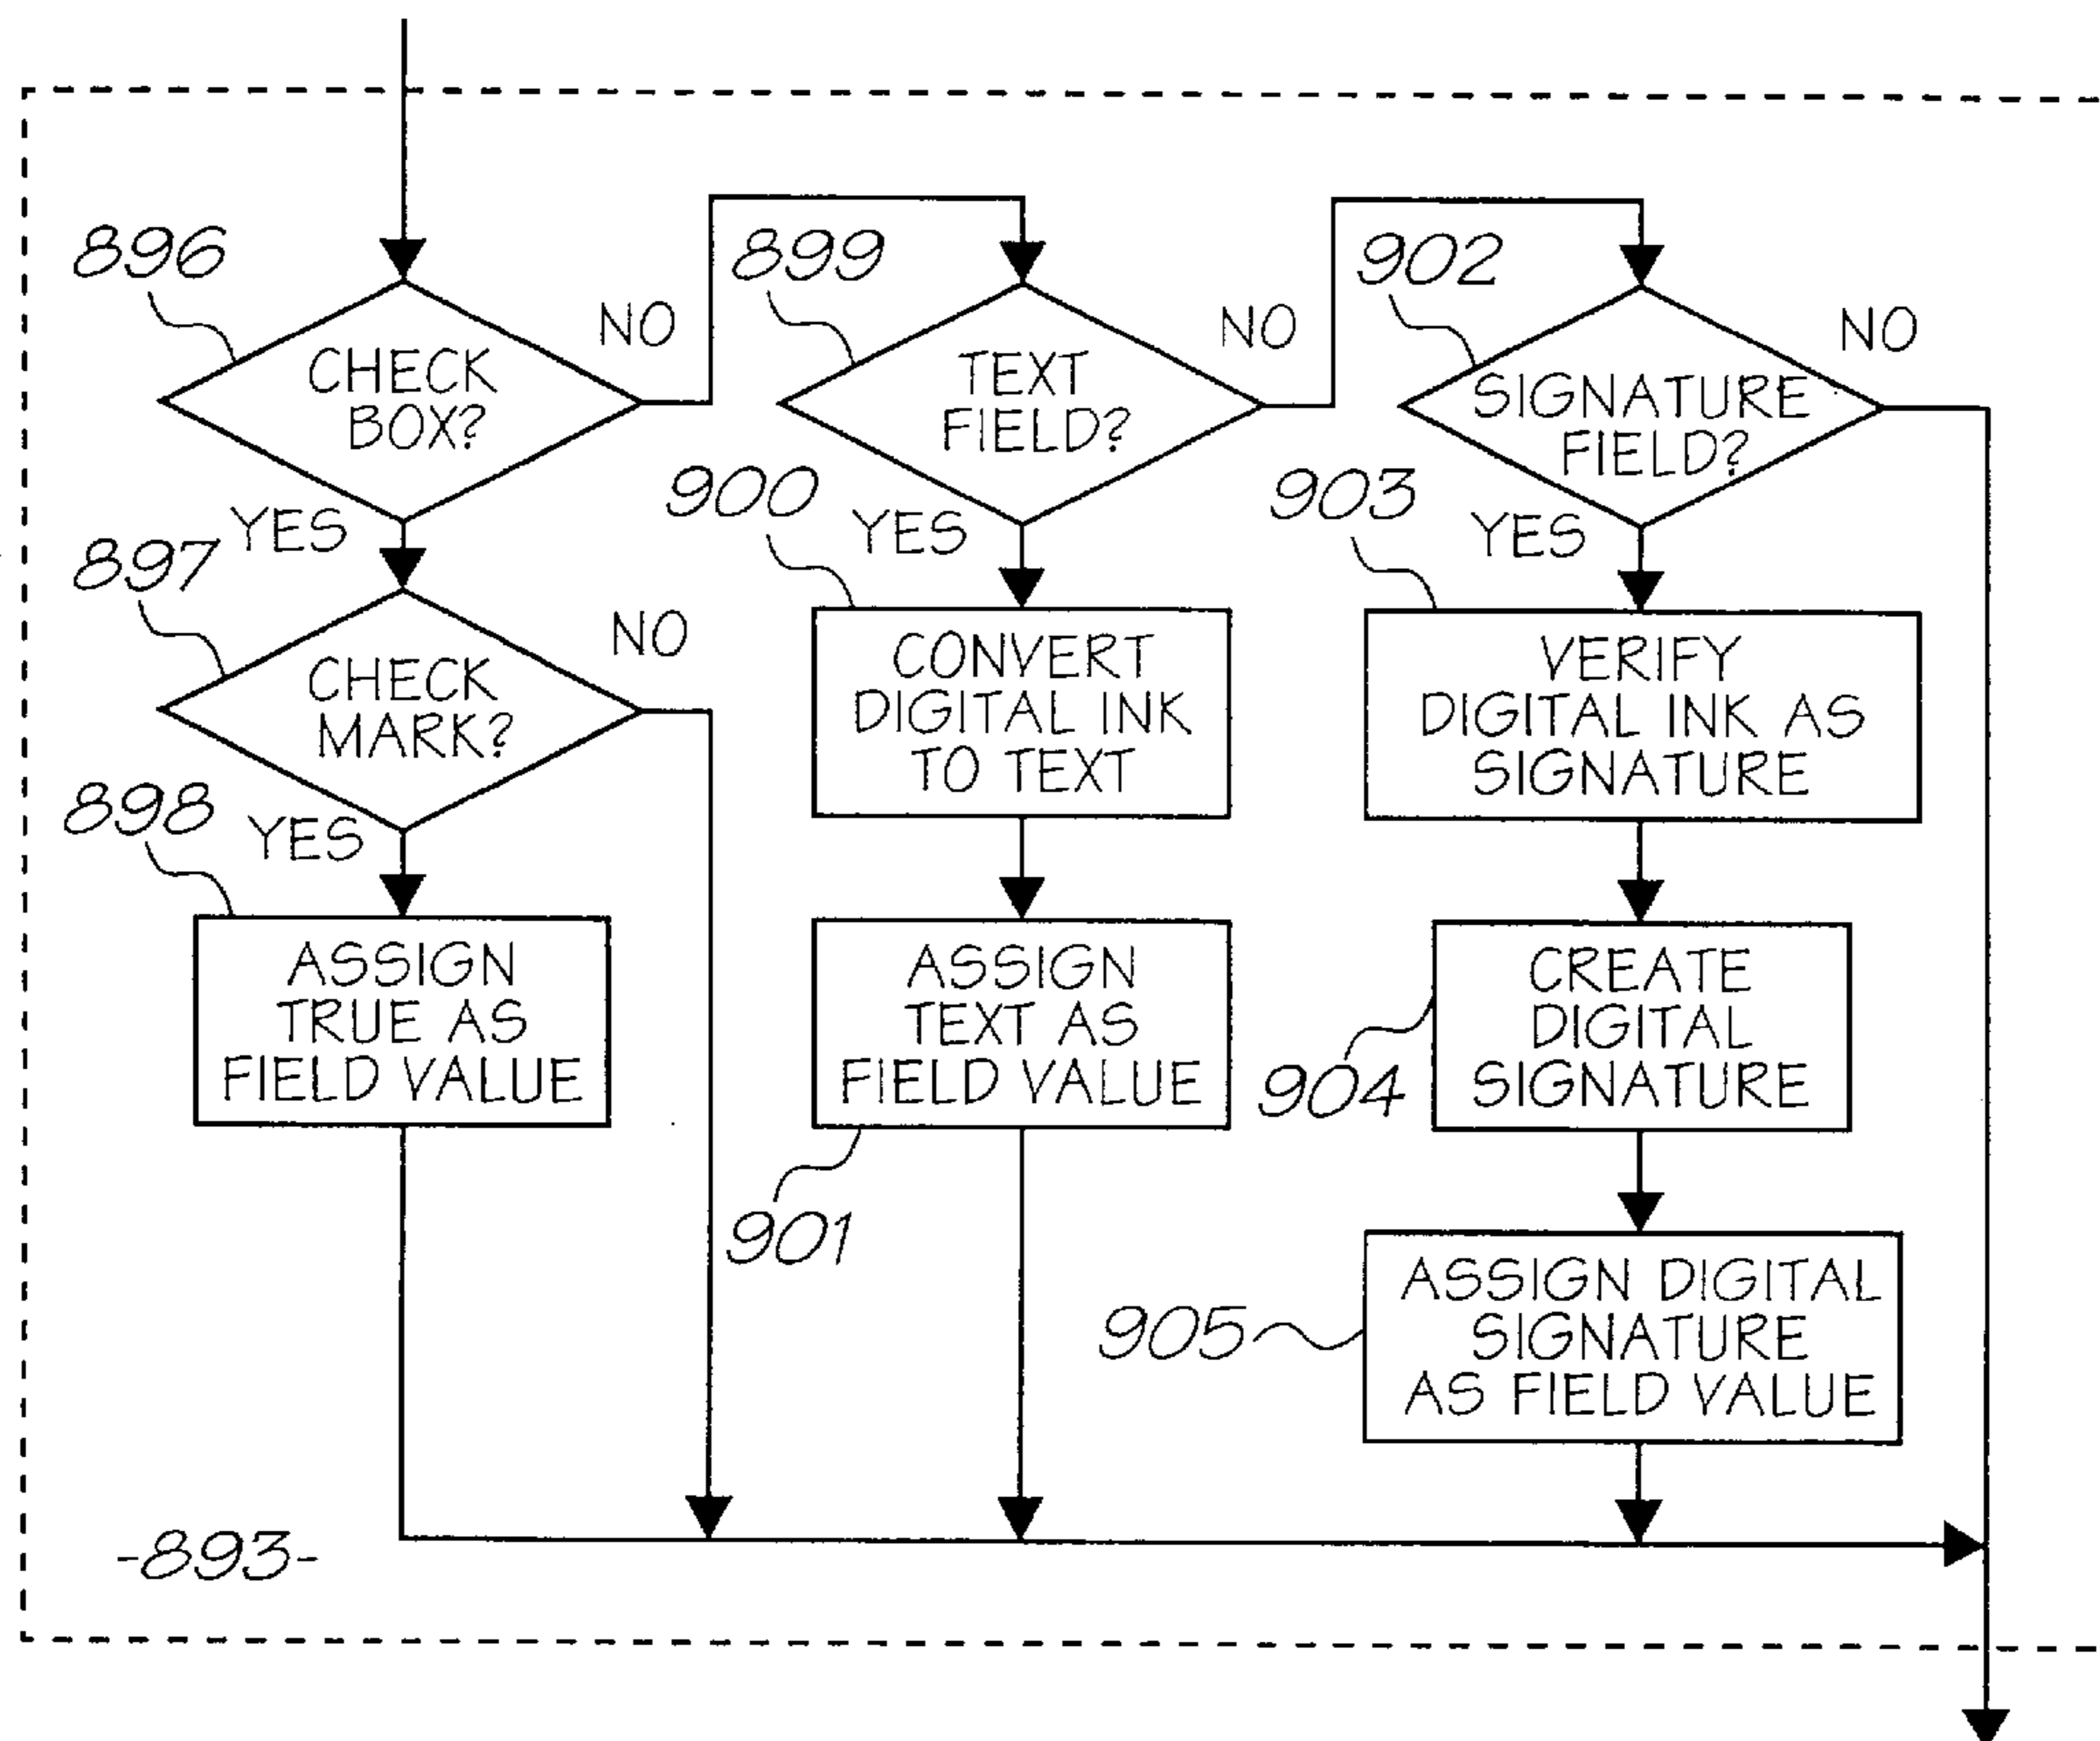 896
CHECK
BOX?
NO
YES
897
CHECK
MARK?
NO
898
YES
ASSIGN
TRUE AS
FIELD VALUE
899
TEXT
FIELD?
NO
900
YES
CONVERT
DIGITAL INK
TO TEXT
ASSIGN
TEXT AS
FIELD VALUE
901
902
SIGNATURE
FIELD?
NO
903
YES
VERIFY
DIGITAL INK AS
SIGNATURE
CREATE
DIGITAL
SIGNATURE
904
ASSIGN DIGITAL
SIGNATURE
AS FIELD VALUE
905
-893-